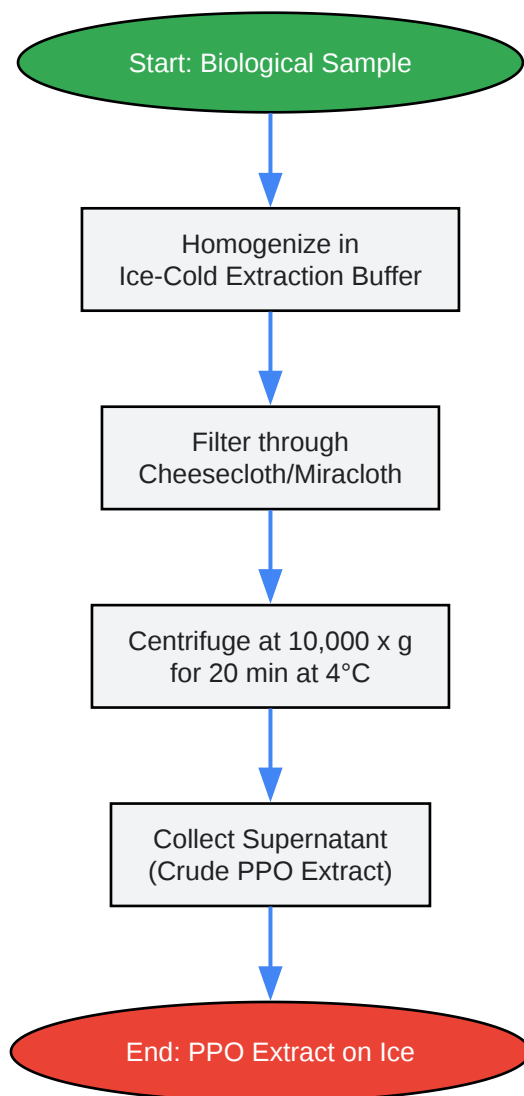 Start: Biological Sample
Homogenize in
Ice-Cold Extraction Buffer
Filter through
Cheesecloth/Miracloth
Centrifuge at 10,000 x g
for 20 min at 4°C
Collect Supernatant
(Crude PPO Extract)
End: PPO Extract on Ice